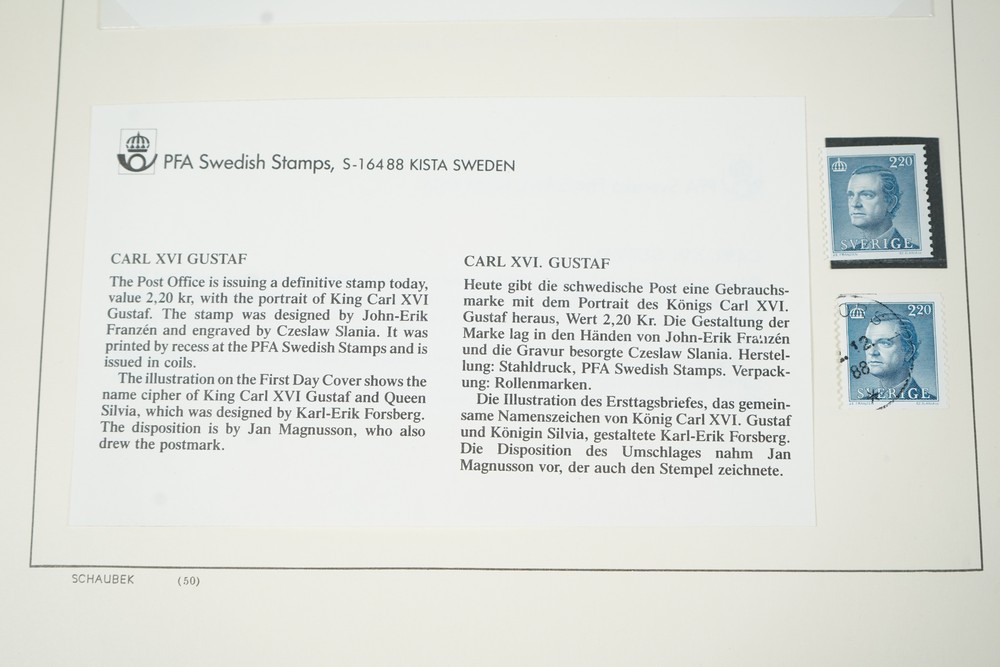 PFA Swedish Stamps, S-164 88 KISTA SWEDEN
CARL XVI GUSTAF
The Post Office is issuing a definitive stamp today,
value 2,20 kr, with the portrait of King Carl XVI
Gustaf. The stamp was designed by John-Erik
Franzén and engraved by Czeslaw Slania. It was
printed by recess at the PFA Swedish Stamps and is
issued in coils.
The illustration on the First Day Cover shows the
name cipher of King Carl XVI Gustaf and Queen
Silvia, which was designed by Karl-Erik Forsberg.
The disposition is by Jan Magnusson, who also
drew the postmark.
CARL XVI. GUSTAF
Heute gibt die schwedische Post eine Gebrauchs-
marke mit dem Portrait des Königs Carl XVI.
Gustaf heraus, Wert 2,20 Kr. Die Gestaltung der
Marke lag in den Händen von John-Erik Franzén
und die Gravur besorgte Czeslaw Slania. Herstel-
lung: Stahldruck, PFA Swedish Stamps. Verpack-
ung: Rollenmarken.
Die Illustration des Ersttagsbriefes, das gemein-
same Namenszeichen von König Carl XVI. Gustaf
und Königin Silvia, gestaltete Karl-Erik Forsberg.
Die Disposition des Umschlages nahm Jan
Magnusson vor, der auch den Stempel zeichnete.
220
SVERIGE
220
12
88
SVERIGE
SCHAUBEK (50)